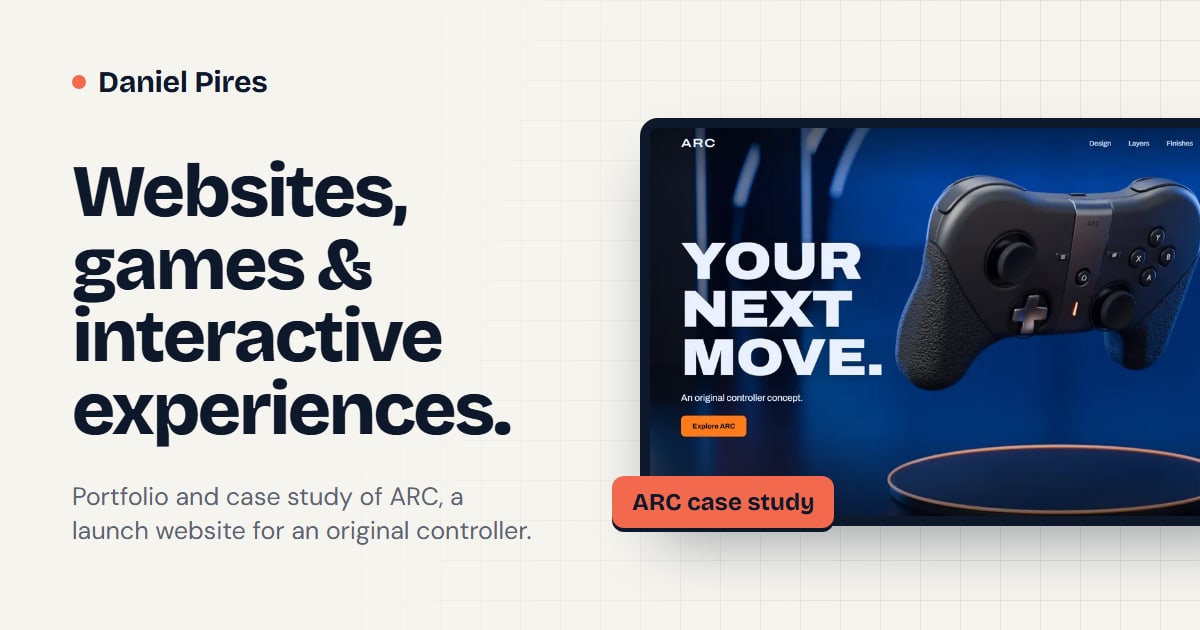 Daniel Pires
Websites,
games &
interactive
experiences.
Portfolio and case study of ARC, a
launch website for an original controller.
ARC
Design Layers Finishes
YOUR
NEXT
MOVE.
An original controller concept.
Explore ARC
ARC
Y
X B
A
ARC case study